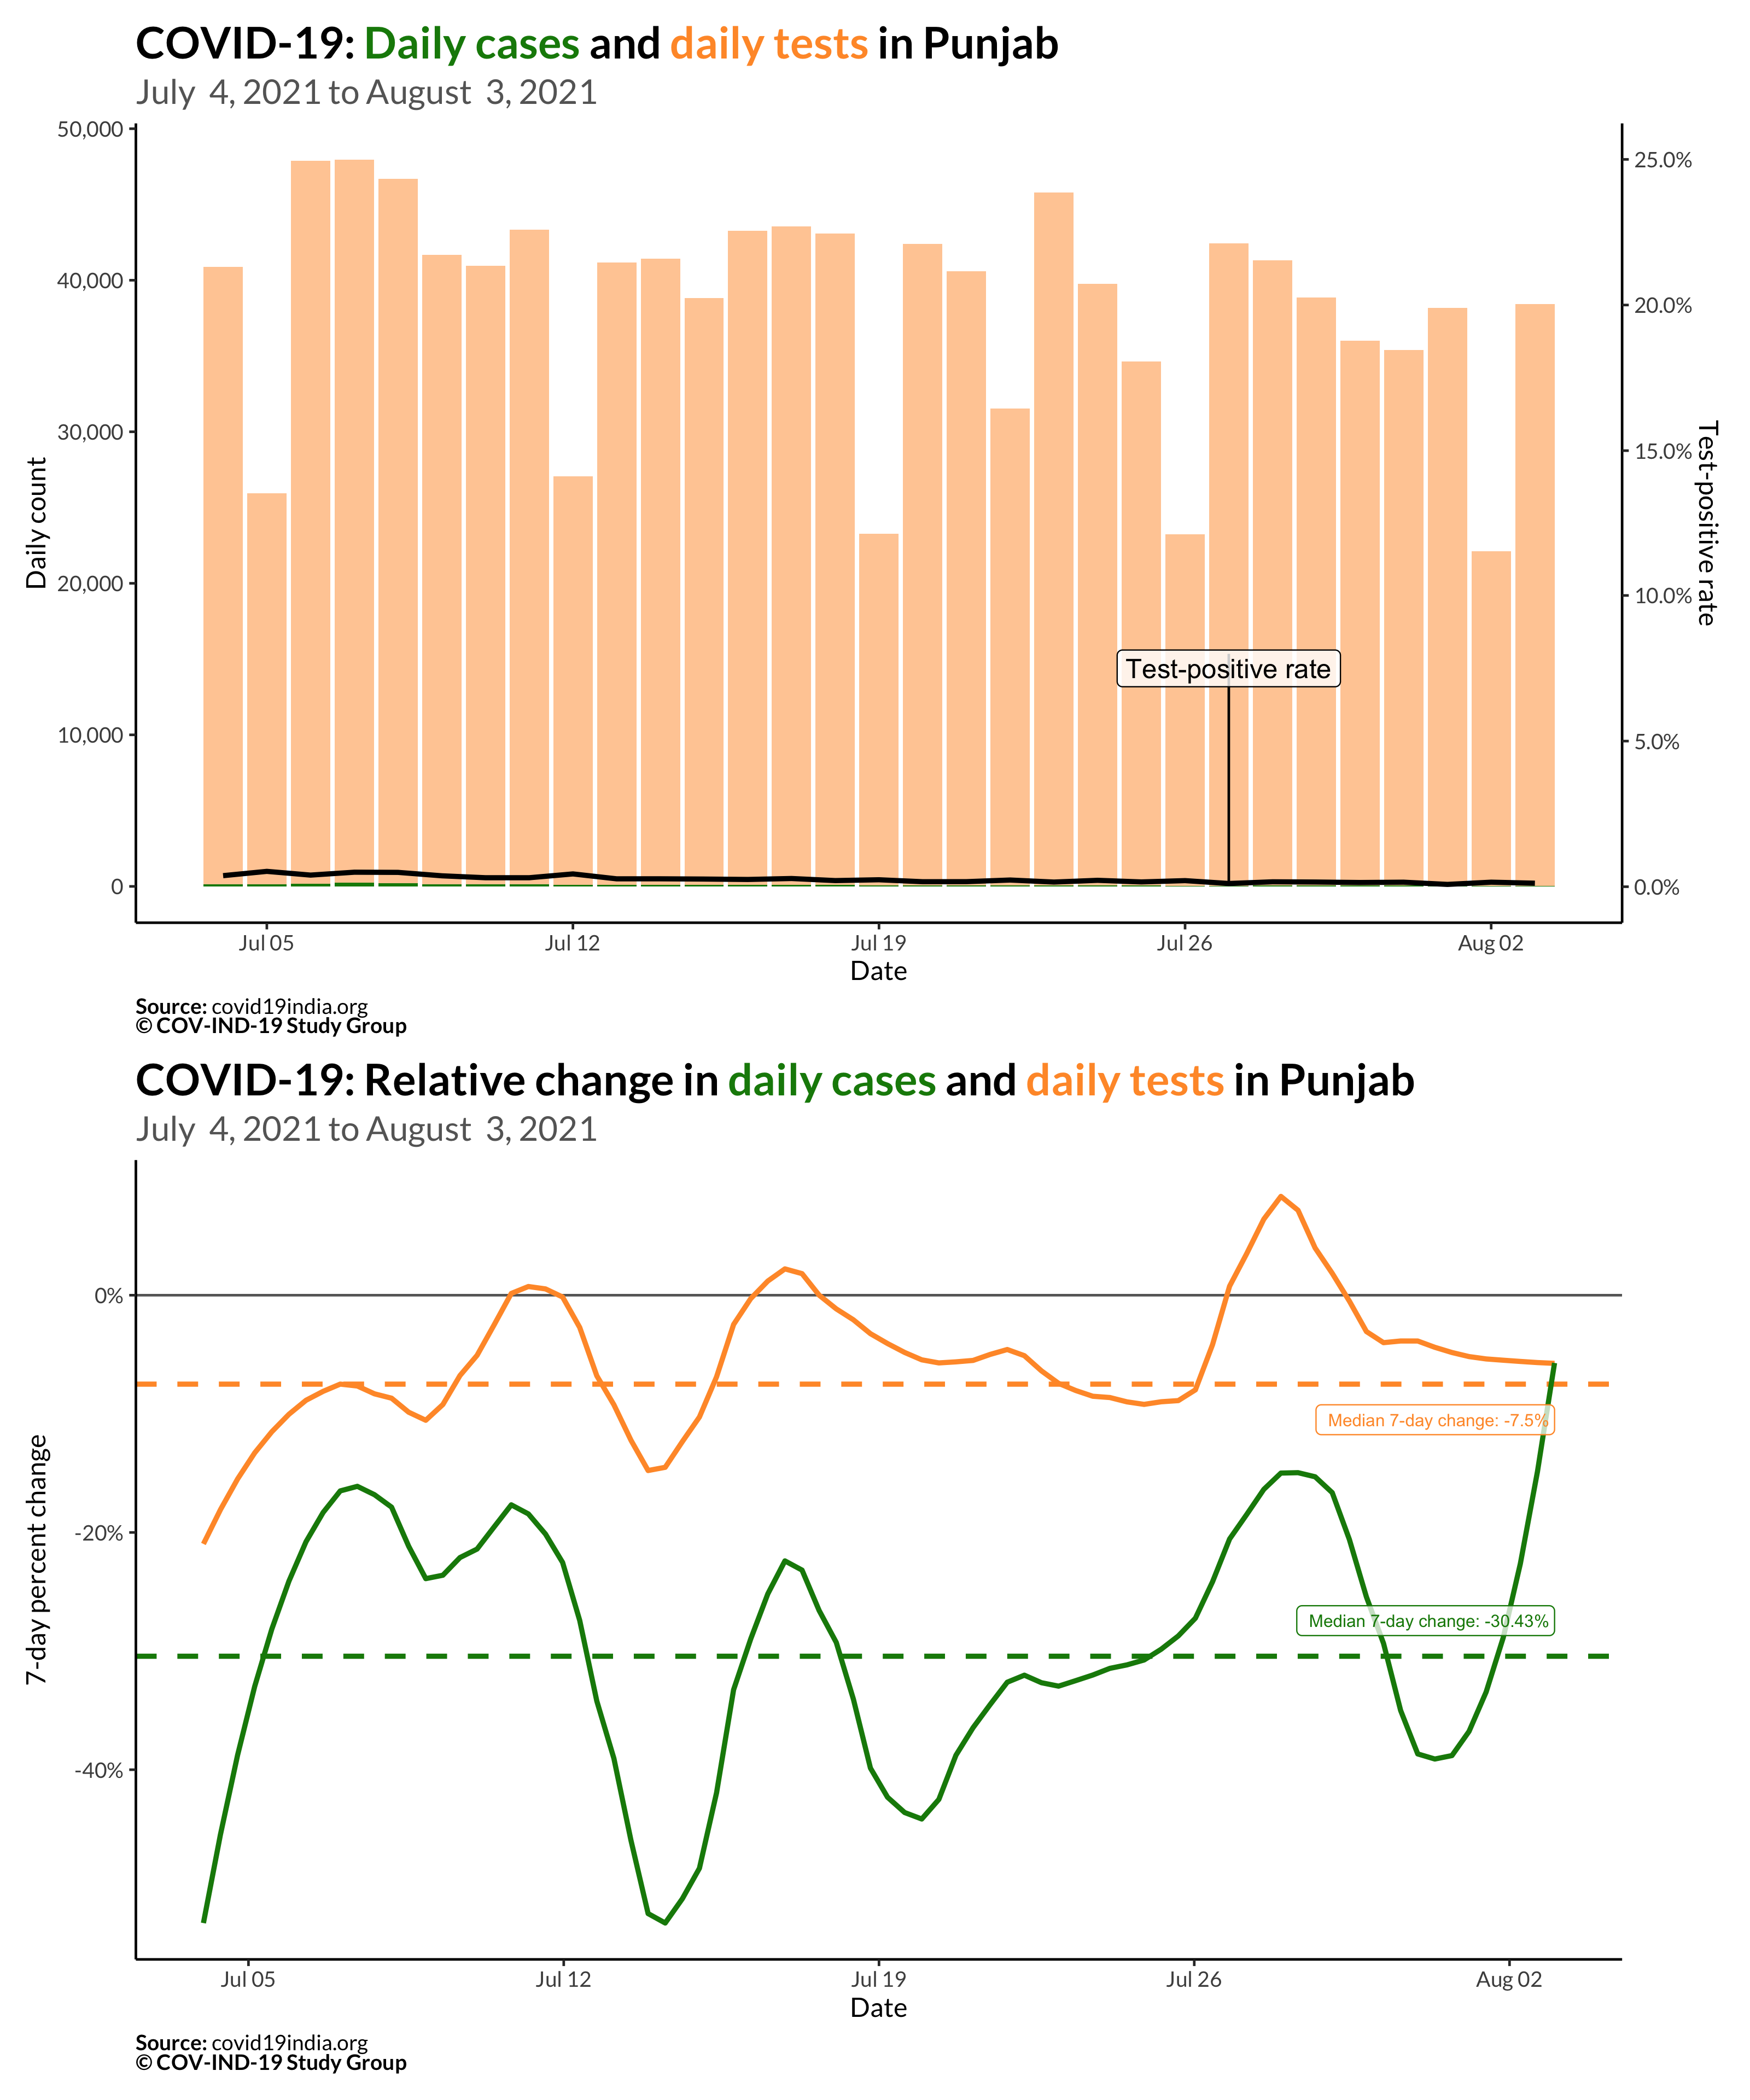 COVID-19: Daily cases and daily tests in Punjab
July 4, 2021 to August 3, 2021
50,000
40,000
30,000
20,000
10,000
0
Daily count
25.0%
20.0%
15.0%
10.0%
5.0%
0.0%
Test-positive rate
Test-positive rate
Jul 05
Jul 12
Jul 19
Jul 26
Aug 02
Date
Source: covid19india.org
© COV-IND-19 Study Group
COVID-19: Relative change in daily cases and daily tests in Punjab
July 4, 2021 to August 3, 2021
0%
-20%
-40%
7-day percent change
Median 7-day change: -7.5%
Median 7-day change: -30.43%
Jul 05
Jul 12
Jul 19
Jul 26
Aug 02
Date
Source: covid19india.org
© COV-IND-19 Study Group